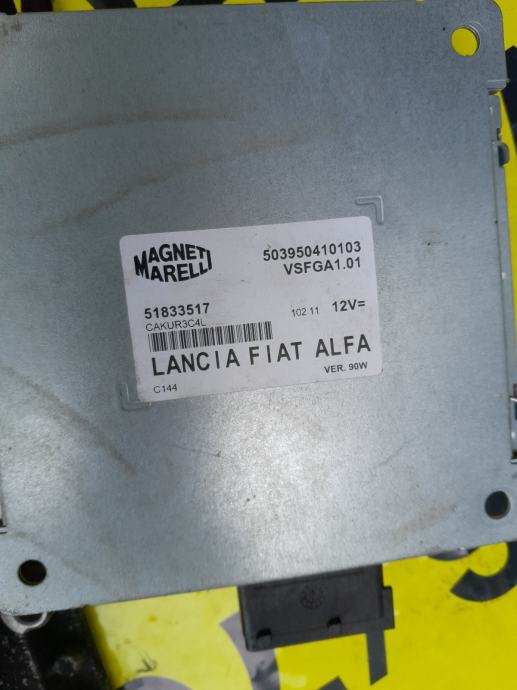 MAGNETI
MARELLI
503950410103
VSFGA1.01
51833517
102 11 12V=
CAKUR3C4L
LANCIA FIAT ALFA
C144
VER. 90W